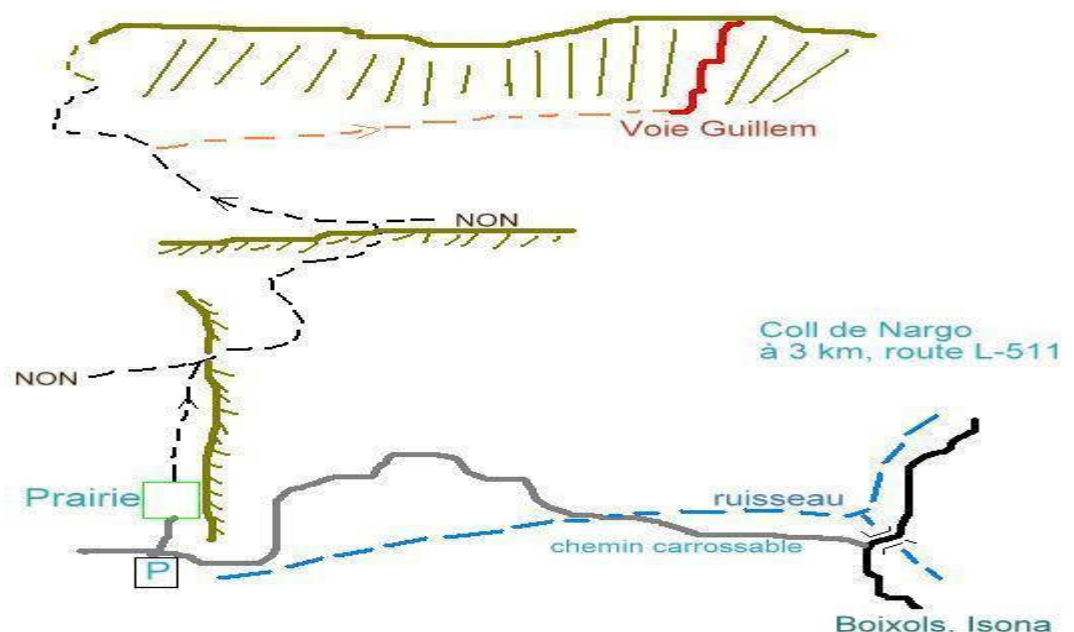 Voie Guillem
NON
Coll de Nargo
à 3 km, route L-511
NON
Prairie
ruisseau
chemin carrossable
P
Boixols, Isona